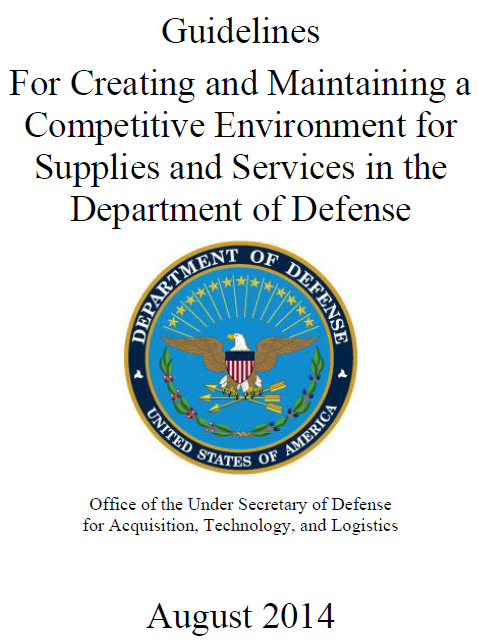 Guidelines
For Creating and Maintaining a
Competitive Environment for
Supplies and Services in the
Department of Defense
DEPARTMENT OF DEFENSE
UNITED STATES OF AMERICA
Office of the Under Secretary of Defense
for Acquisition, Technology, and Logistics
August 2014